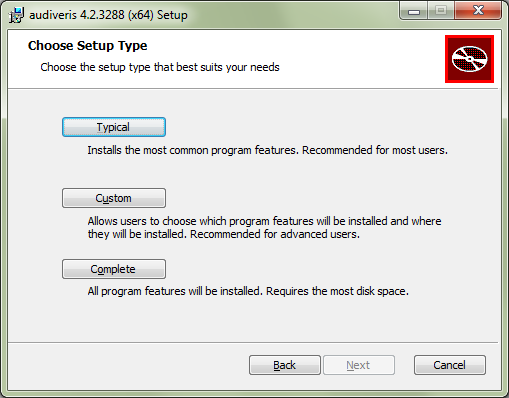 audiveris 4.2.3288 (x64) Setup
Choose Setup Type
Choose the setup type that best suits your needs
Typical
Installs the most common program features. Recommended for most users.
Custom
Allows users to choose which program features will be installed and where
they will be installed. Recommended for advanced users.
Complete
All program features will be installed. Requires the most disk space.
Back Next Cancel